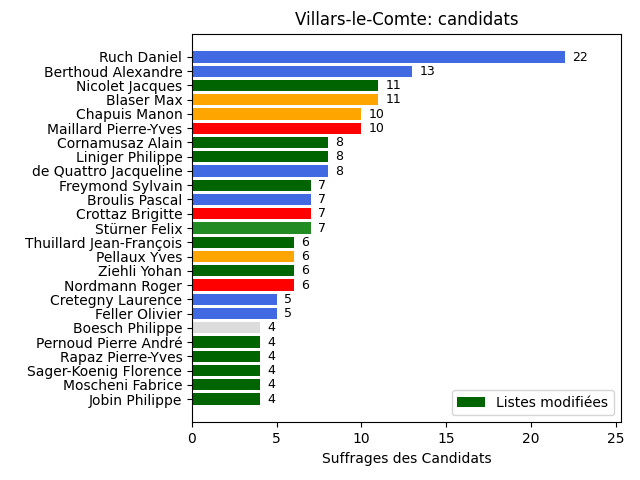 Villars-le-Comte: candidats
Ruch Daniel 22
Berthoud Alexandre 13
Nicolet Jacques 11
Blaser Max 11
Chapuis Manon 10
Maillard Pierre-Yves 10
Cornamusaz Alain 8
Liniger Philippe 8
de Quattro Jacqueline 8
Freymond Sylvain 7
Broulis Pascal 7
Crottaz Brigitte 7
Stürner Felix 7
Thuillard Jean-François 6
Pellaux Yves 6
Ziehli Yohan 6
Nordmann Roger 6
Cretegny Laurence 5
Feller Olivier 5
Boesch Philippe 4
Pernoud Pierre André 4
Rapaz Pierre-Yves 4
Sager-Koenig Florence 4
Moscheni Fabrice 4
Jobin Philippe 4
Listes modifiées
0 5 10 15 20 25
Suffrages des Candidats